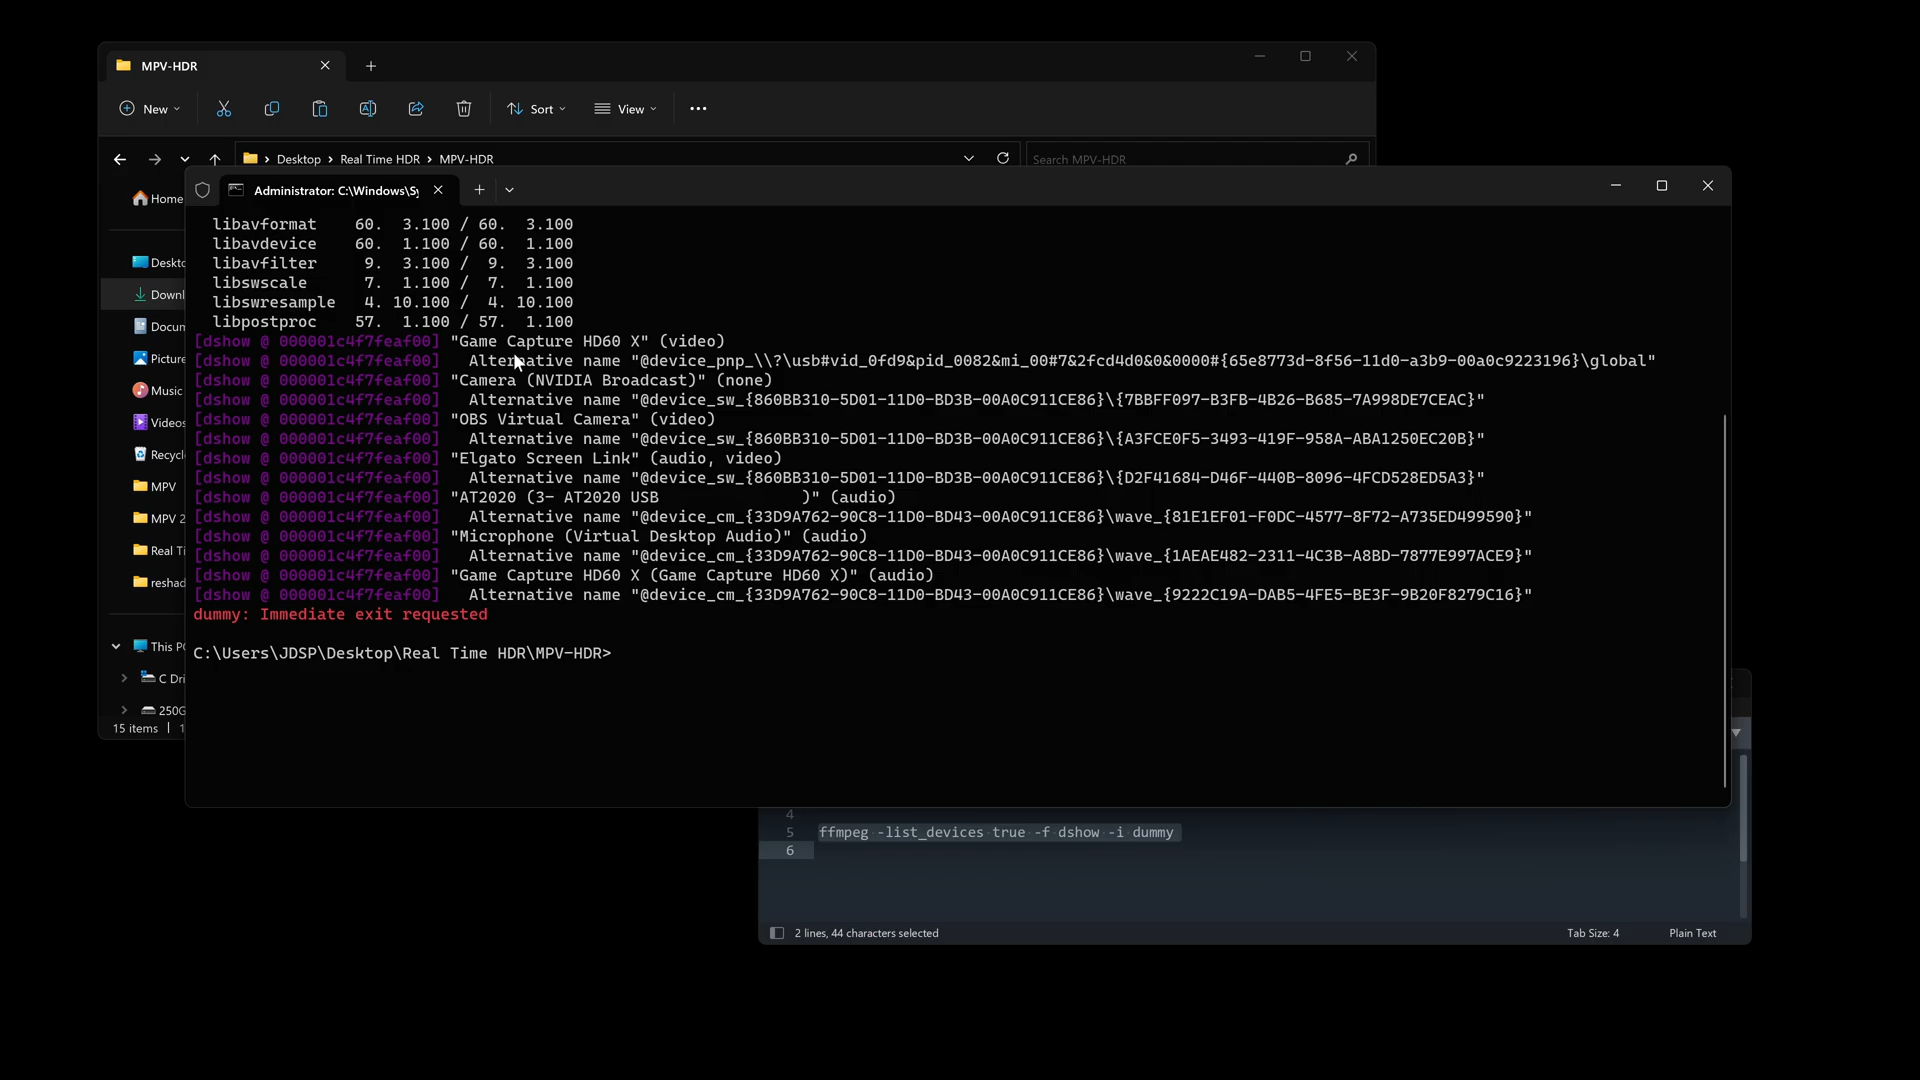 MPV-HDR
New
Sort
View
Desktop > Real Time HDR > MPV-HDR
Search MPV-HDR
Home
Administrator: C:\Windows\Sy
libavformat    60.  3.100 / 60.  3.100
libavdevice    60.  1.100 / 60.  1.100
libavfilter     9.  3.100 /  9.  3.100
libswscale      7.  1.100 /  7.  1.100
libswresample   4. 10.100 /  4. 10.100
libpostproc    57.  1.100 / 57.  1.100
[dshow @ 000001c4f7feaf00] "Game Capture HD60 X" (video)
[dshow @ 000001c4f7feaf00]   Alternative name "@device_pnp_\\?\usb#vid_0fd9&pid_0082&mi_00#7&2fcd4d0&0&0000#{65e8773d-8f56-11d0-a3b9-00a0c9223196}\global"
[dshow @ 000001c4f7feaf00] "Camera (NVIDIA Broadcast)" (none)
[dshow @ 000001c4f7feaf00]   Alternative name "@device_sw_{860BB310-5D01-11D0-BD3B-00A0C911CE86}\{7BBFF097-B3FB-4B26-B685-7A998DE7CEAC}"
[dshow @ 000001c4f7feaf00] "OBS Virtual Camera" (video)
[dshow @ 000001c4f7feaf00]   Alternative name "@device_sw_{860BB310-5D01-11D0-BD3B-00A0C911CE86}\{A3FCE0F5-3493-419F-958A-ABA1250EC20B}"
[dshow @ 000001c4f7feaf00] "Elgato Screen Link" (audio, video)
[dshow @ 000001c4f7feaf00]   Alternative name "@device_sw_{860BB310-5D01-11D0-BD3B-00A0C911CE86}\{D2F41684-D46F-440B-8096-4FCD528ED5A3}"
[dshow @ 000001c4f7feaf00] "AT2020 (3- AT2020 USB               )" (audio)
[dshow @ 000001c4f7feaf00]   Alternative name "@device_cm_{33D9A762-90C8-11D0-BD43-00A0C911CE86}\wave_{81E1EF01-F0DC-4577-8F72-A735ED499590}"
[dshow @ 000001c4f7feaf00] "Microphone (Virtual Desktop Audio)" (audio)
[dshow @ 000001c4f7feaf00]   Alternative name "@device_cm_{33D9A762-90C8-11D0-BD43-00A0C911CE86}\wave_{1AEAE482-2311-4C3B-A8BD-7877E997ACE9}"
[dshow @ 000001c4f7feaf00] "Game Capture HD60 X (Game Capture HD60 X)" (audio)
[dshow @ 000001c4f7feaf00]   Alternative name "@device_cm_{33D9A762-90C8-11D0-BD43-00A0C911CE86}\wave_{9222C19A-DAB5-4FE5-BE3F-9B20F8279C16}"
dummy: Immediate exit requested
C:\Users\JDSP\Desktop\Real Time HDR\MPV-HDR>
Deskto
Downl
Docum
Picture
Music
Videos
Recycl
MPV
MPV 2
Real Ti
reshad
This PC
C Dri
250G
15 items
1
4
5 ffmpeg -list_devices true -f dshow -i dummy
6
2 lines, 44 characters selected
Tab Size: 4
Plain Text